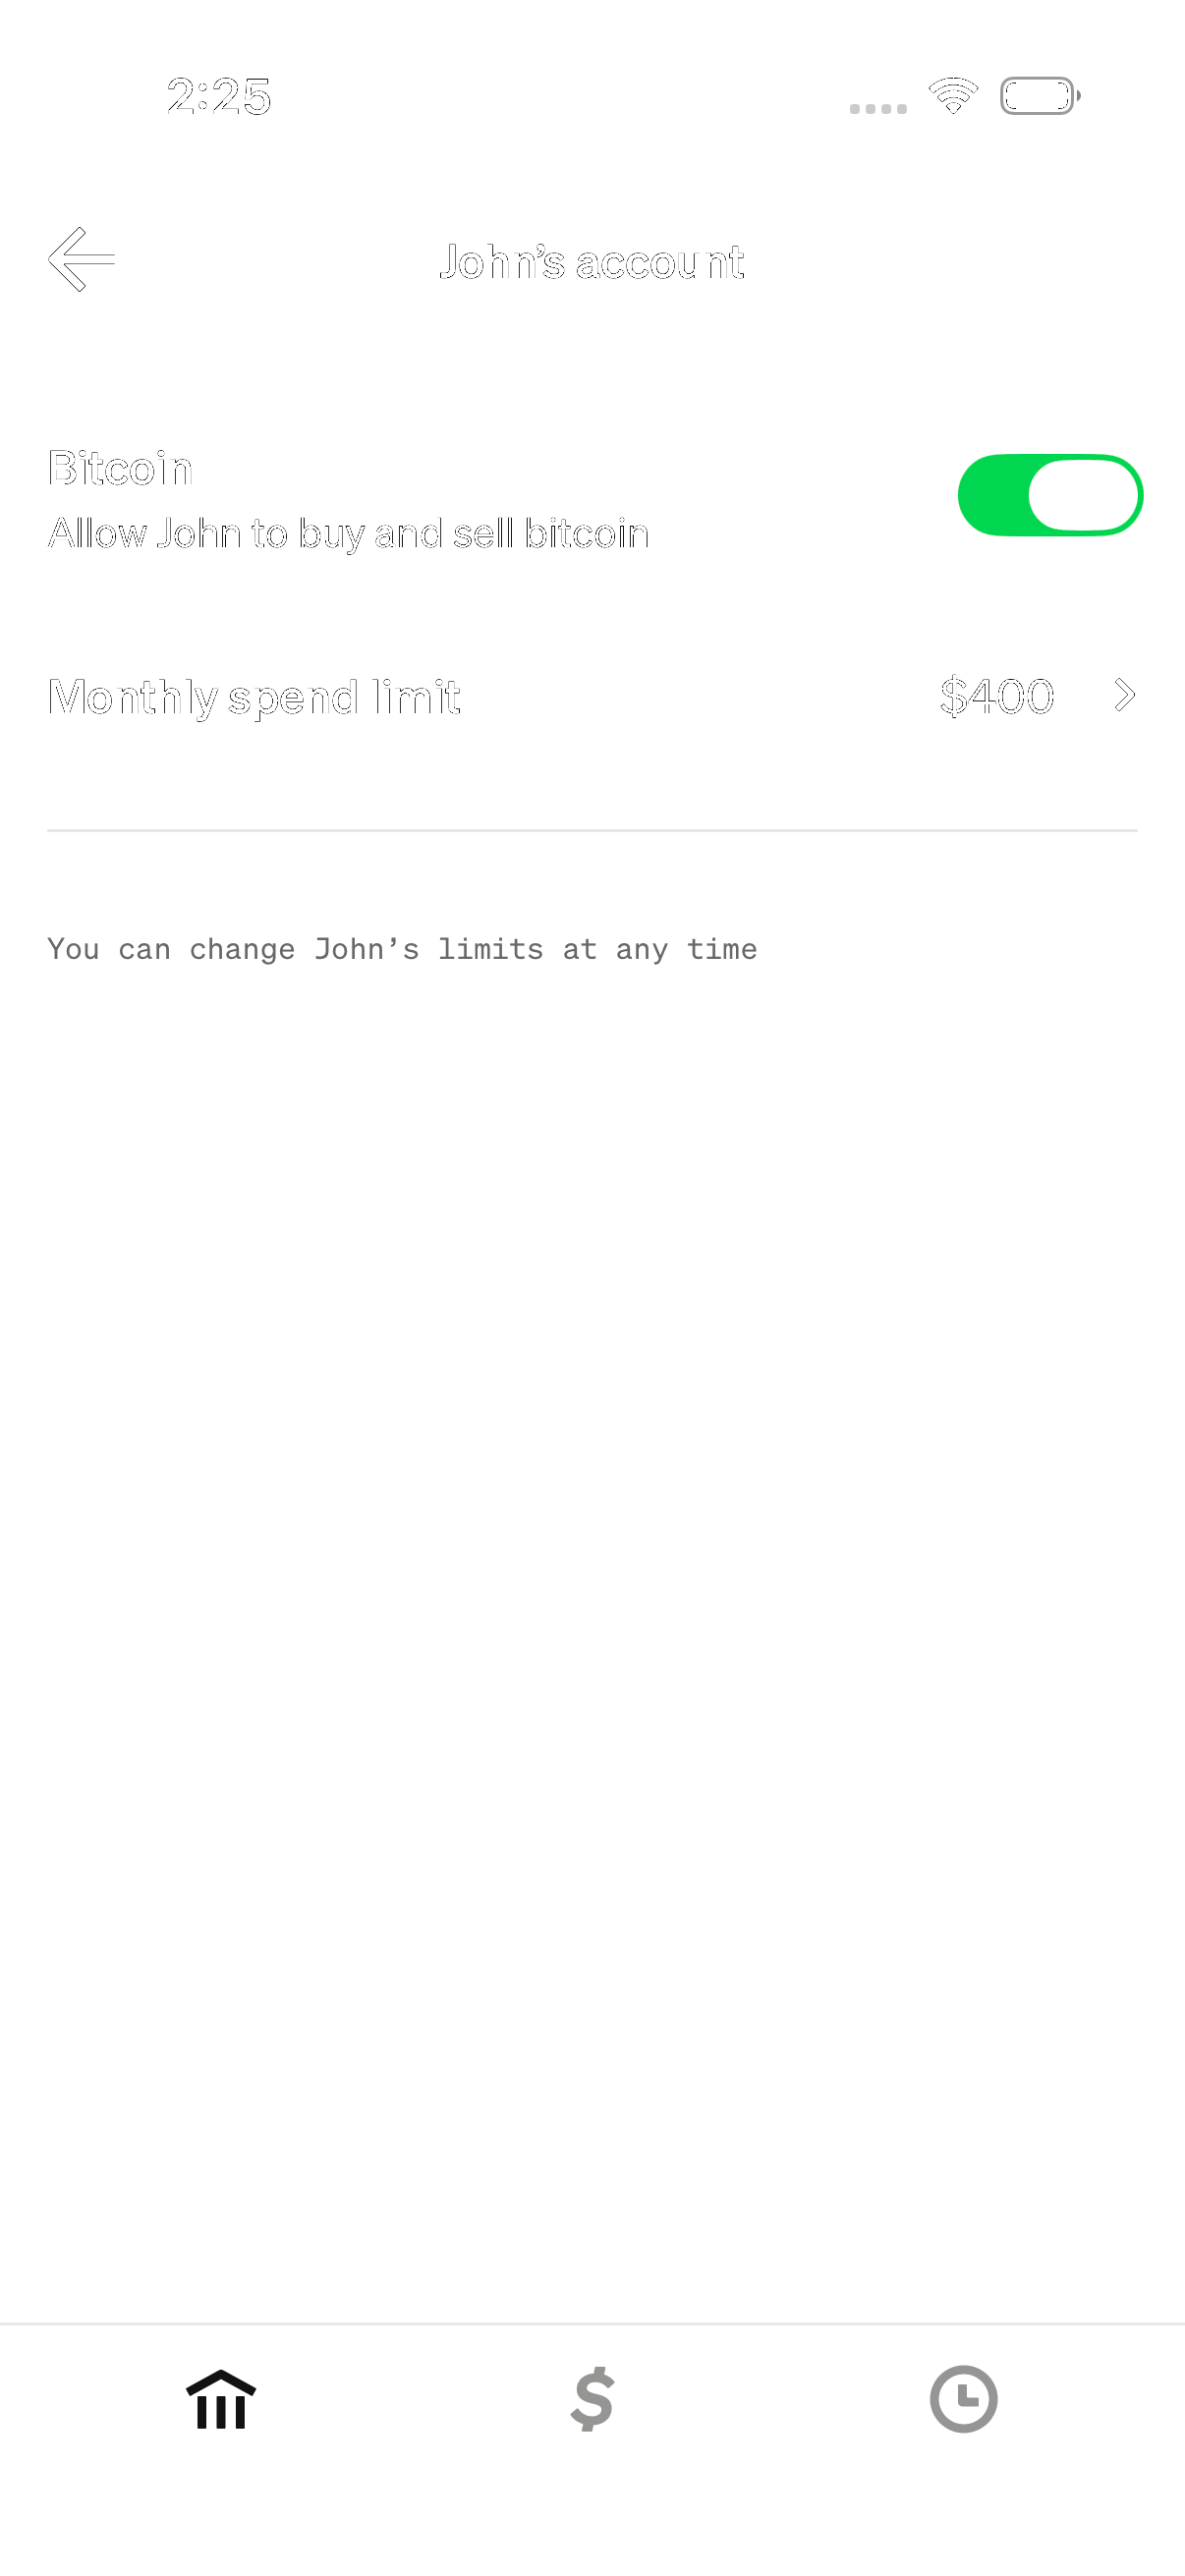 2:25
John’s account
Bitcoin
Allow John to buy and sell bitcoin
Monthly spend limit $400
You can change John’s limits at any time